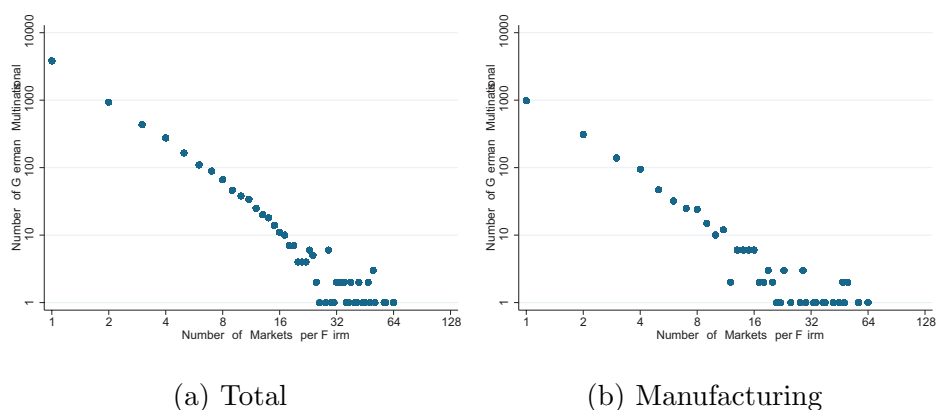 Number of German Multinational
10000
1000
100
10
1
1 2 4 8 16 32 64 128
Number of Markets per Firm
(a) Total
Number of German Multinational
10000
1000
100
10
1
1 2 4 8 16 32 64 128
Number of Markets per Firm
(b) Manufacturing